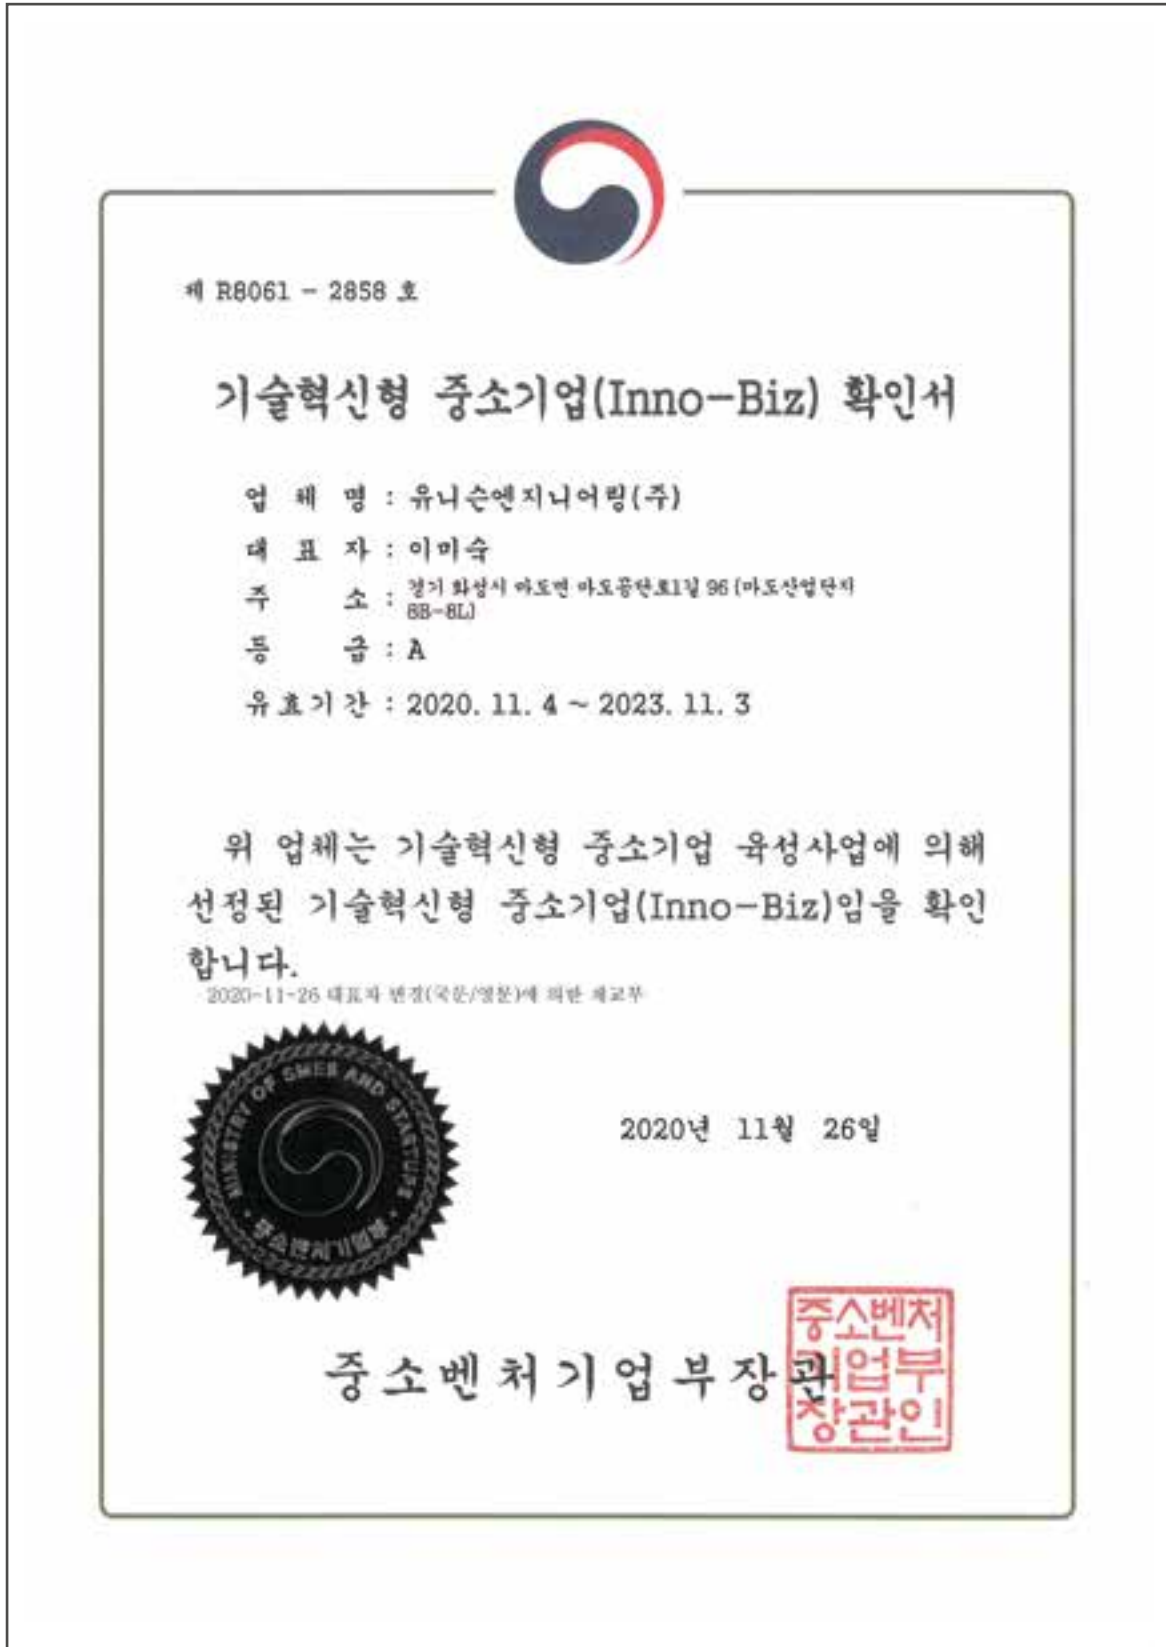 제 R8061 - 2858 호
기술혁신형 중소기업(Inno-Biz) 확인서
업 체 명 : 유니슨엔지니어링(주)
대 표 자 : 이미숙
주 소 : 경기 화성시 마도면 마도공단로1길 96 (마도산업단지
8B-8L)
등 급 : A
유효기간 : 2020. 11. 4 ~ 2023. 11. 3
위 업체는 기술혁신형 중소기업 육성사업에 의해
선정된 기술혁신형 중소기업(Inno-Biz)임을 확인
합니다.
2020-11-26 대표자 변경(국문/영문)에 의한 재교부
MINISTRY OF SMEs AND STARTUPS
중소벤처기업부
2020년 11월 26일
중소벤처기업부장관
중소벤처
기업부
장관인